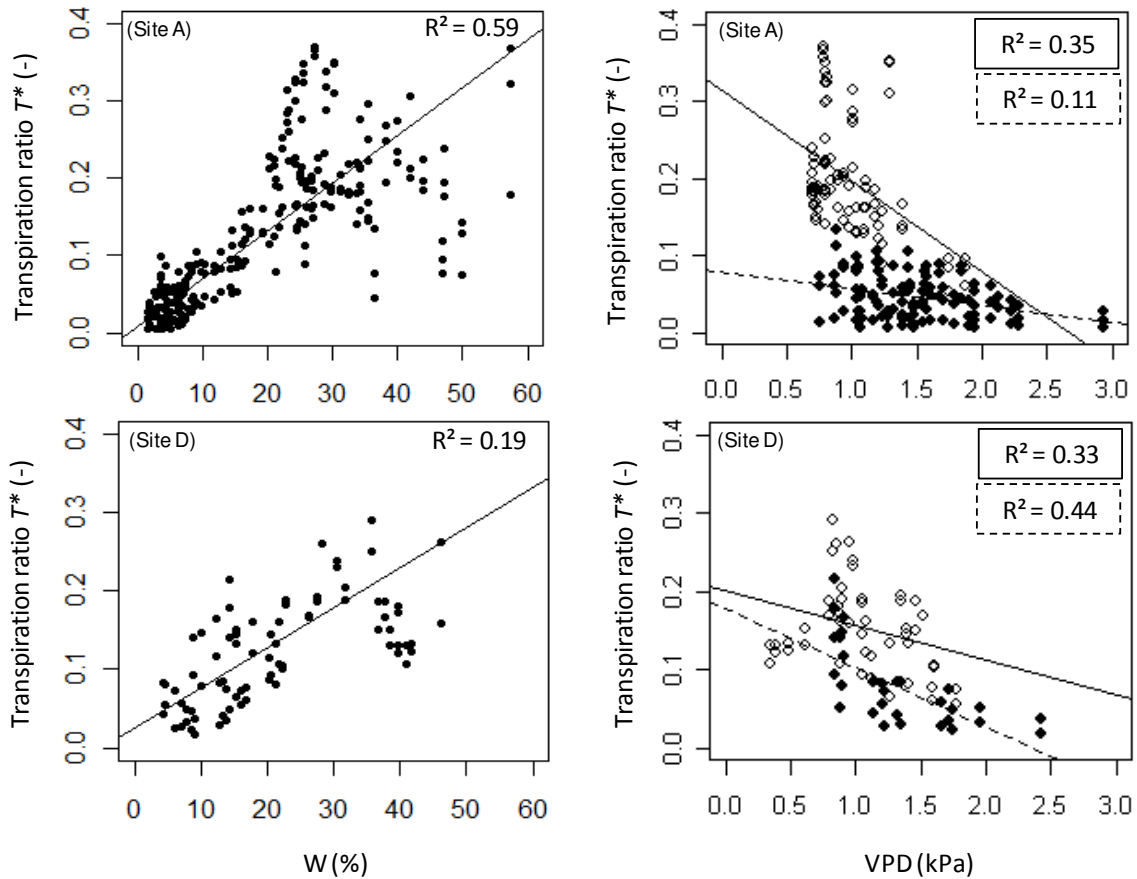 (Site A)
R² = 0.59
Transpiration ratio T* (-)
0.0 0.1 0.2 0.3 0.4
0 10 20 30 40 50 60
(Site A)
R² = 0.35
R² = 0.11
Transpiration ratio T* (-)
0.0 0.1 0.2 0.3 0.4
0.0 0.5 1.0 1.5 2.0 2.5 3.0
(Site D)
R² = 0.19
Transpiration ratio T* (-)
0.0 0.1 0.2 0.3 0.4
0 10 20 30 40 50 60
W (%)
(Site D)
R² = 0.33
R² = 0.44
Transpiration ratio T* (-)
0.0 0.1 0.2 0.3 0.4
0.0 0.5 1.0 1.5 2.0 2.5 3.0
VPD (kPa)